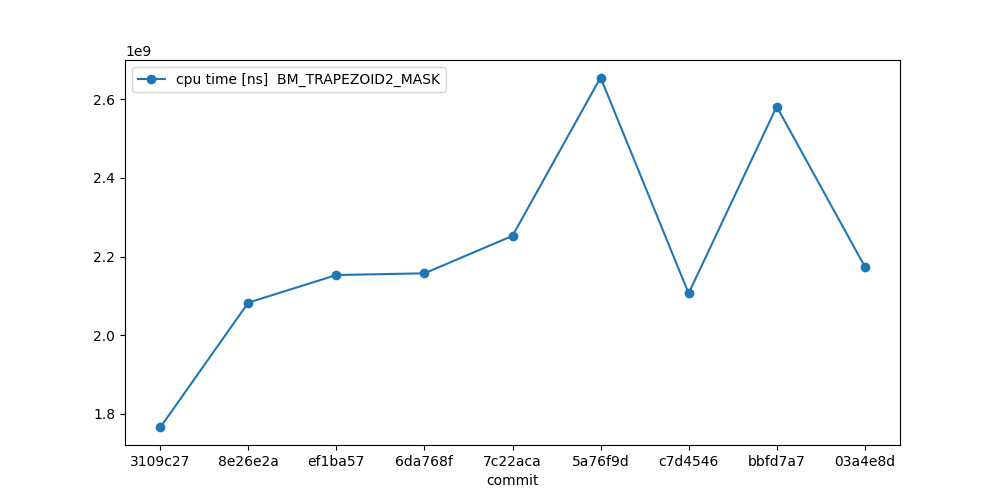 1e9
cpu time [ns]  BM_TRAPEZOID2_MASK
2.6
2.4
2.2
2.0
1.8
3109c27 8e26e2a ef1ba57 6da768f 7c22aca 5a76f9d c7d4546 bbfd7a7 03a4e8d
commit